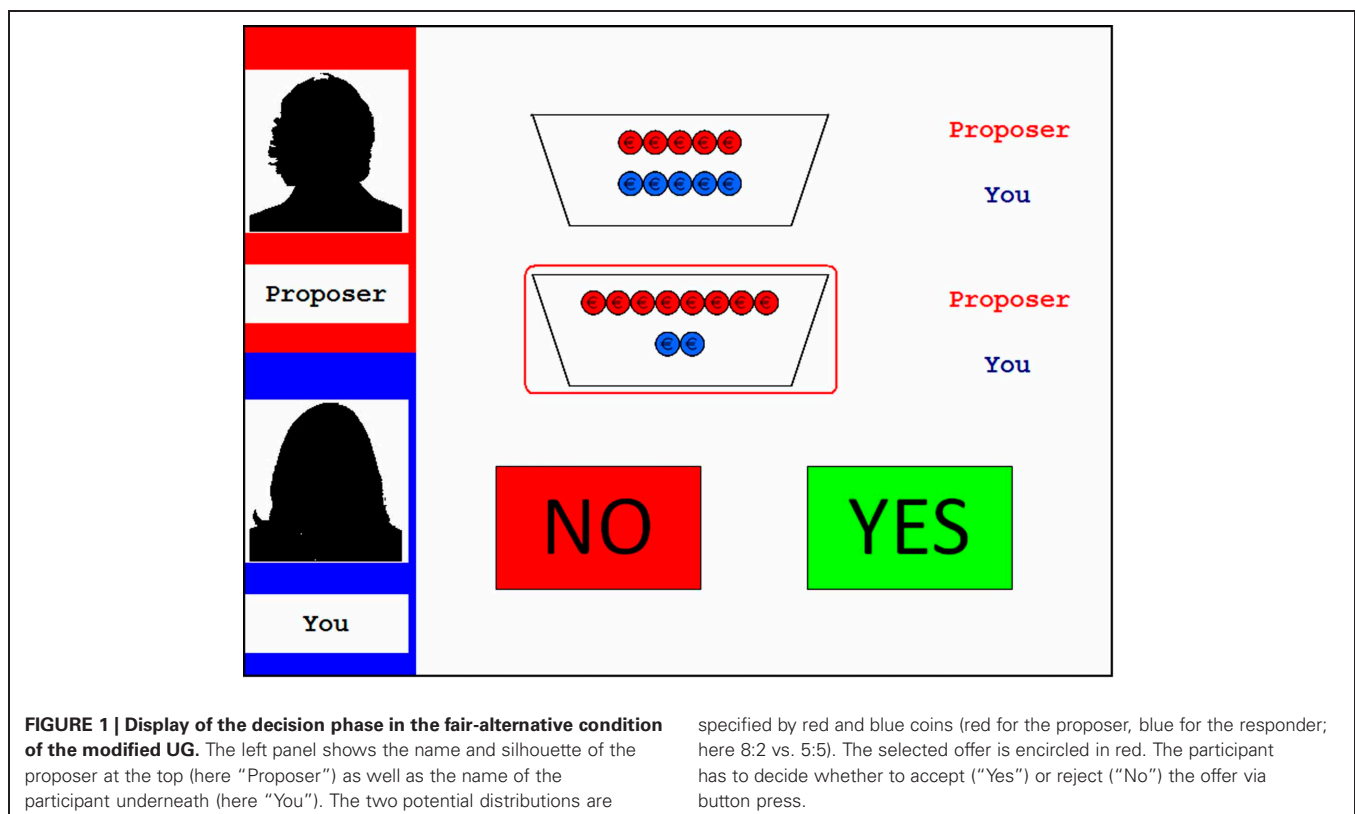 Proposer
You
Proposer
You
Proposer
You
NO
YES
FIGURE 1 | Display of the decision phase in the fair-alternative condition
of the modified UG. The left panel shows the name and silhouette of the
proposer at the top (here “Proposer”) as well as the name of the
participant underneath (here “You”). The two potential distributions are
specified by red and blue coins (red for the proposer, blue for the responder;
here 8:2 vs. 5:5). The selected offer is encircled in red. The participant
has to decide whether to accept (“Yes”) or reject (“No”) the offer via
button press.